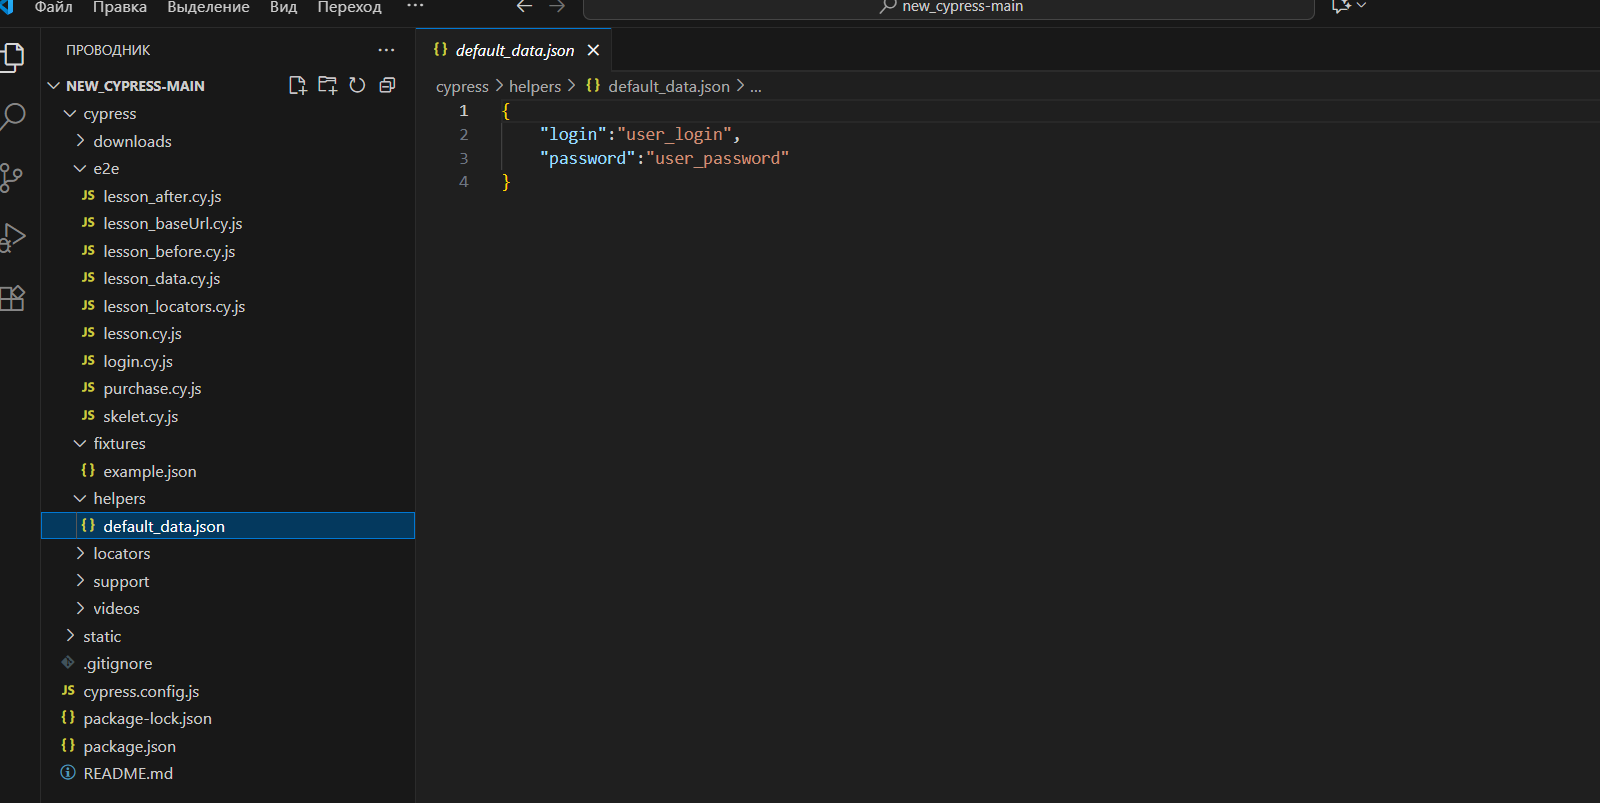 Файл Правка Выделение Вид Переход ...
new_cypress-main
ПРОВОДНИК ...
NEW_CYPRESS-MAIN
cypress
downloads
e2e
JS lesson_after.cy.js
JS lesson_baseUrl.cy.js
JS lesson_before.cy.js
JS lesson_data.cy.js
JS lesson_locators.cy.js
JS lesson.cy.js
JS login.cy.js
JS purchase.cy.js
JS skelet.cy.js
fixtures
{} example.json
helpers
{} default_data.json
locators
support
videos
static
.gitignore
JS cypress.config.js
{} package-lock.json
{} package.json
README.md
{} default_data.json
cypress > helpers > {} default_data.json > ...
1 {
2 "login":"user_login",
3 "password":"user_password"
4 }